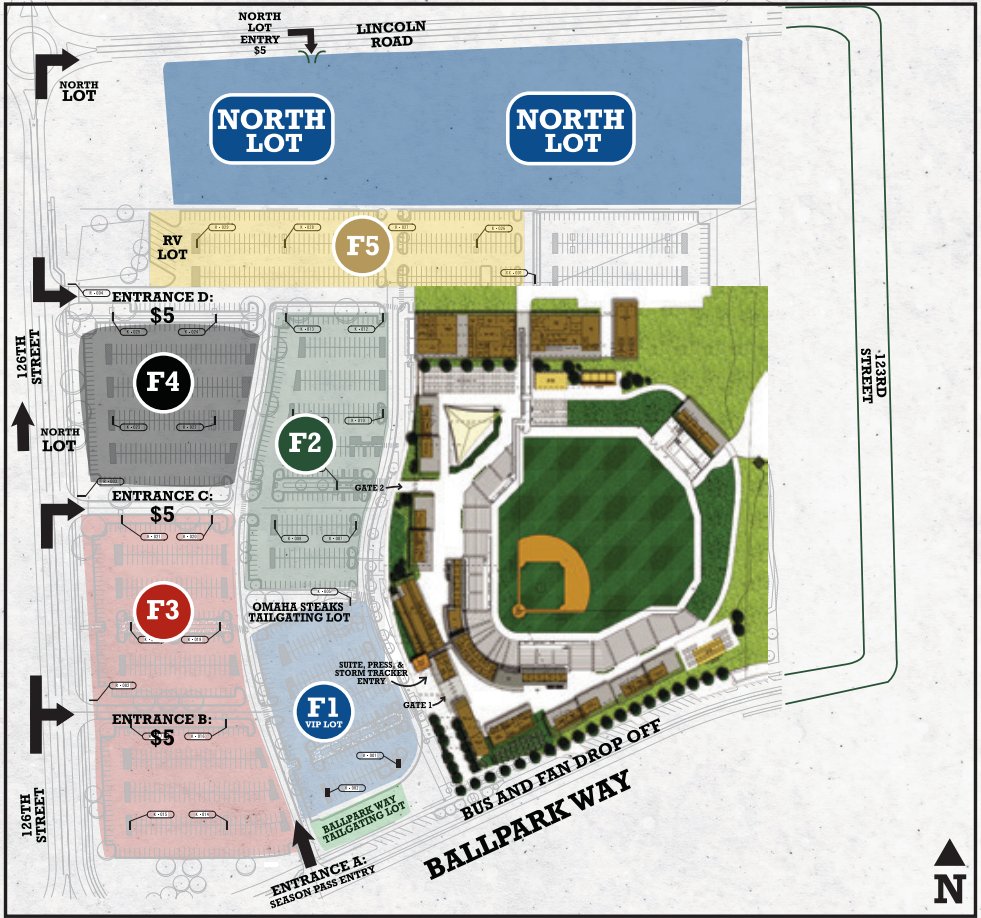 NORTH
LOT
ENTRY
$5
LINCOLN
ROAD
NORTH
LOT
NORTH
LOT
NORTH
LOT
RV
LOT
F5
ENTRANCE D:
$5
126TH
STREET
F4
F2
123RD
STREET
NORTH
LOT
GATE 2
ENTRANCE C:
$5
F3
OMAHA STEAKS
TAILGATING LOT
SUITE, PRESS, &
STORM TRACKER
ENTRY
GATE 1
F1
VIP LOT
ENTRANCE B:
$5
126TH
STREET
BALLPARK WAY
TAILGATING LOT
BUS AND FAN DROP OFF
BALLPARK WAY
ENTRANCE A:
SEASON PASS ENTRY
N